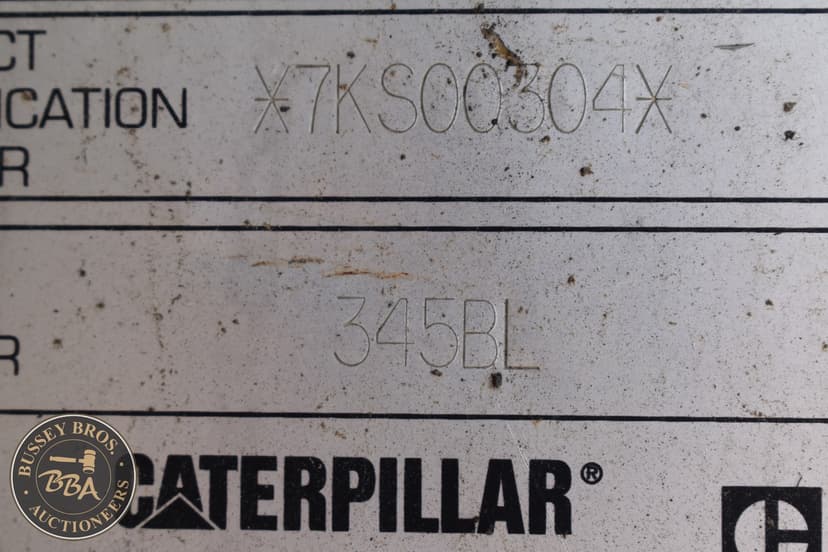 CT
ICATION *7KS00304*
R
345BL
R
BUSSEY BROS.
BBA
AUCTIONEERS
CATERPILLAR®